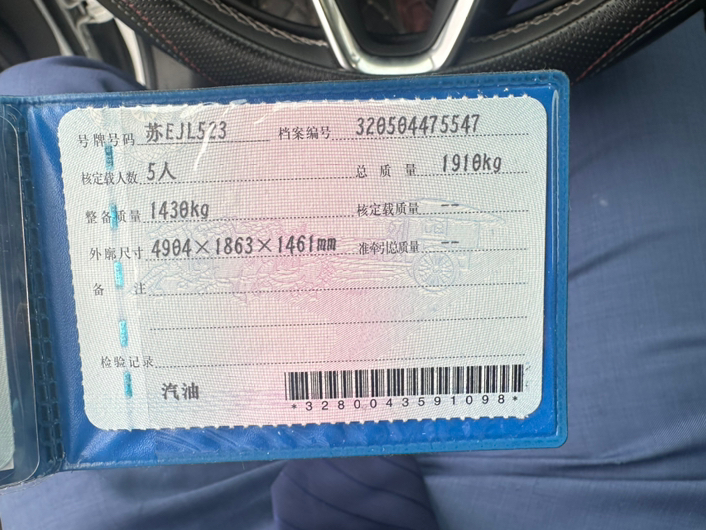 号牌号码 苏EJL523 档案编号 320504475547
核定载人数 5人 总质量 1910kg
整备质量 1430kg 核定载质量 --
外廓尺寸 4904×1863×1461mm 准牵引总质量 --
备注
检验记录
汽油
*3280043591098*